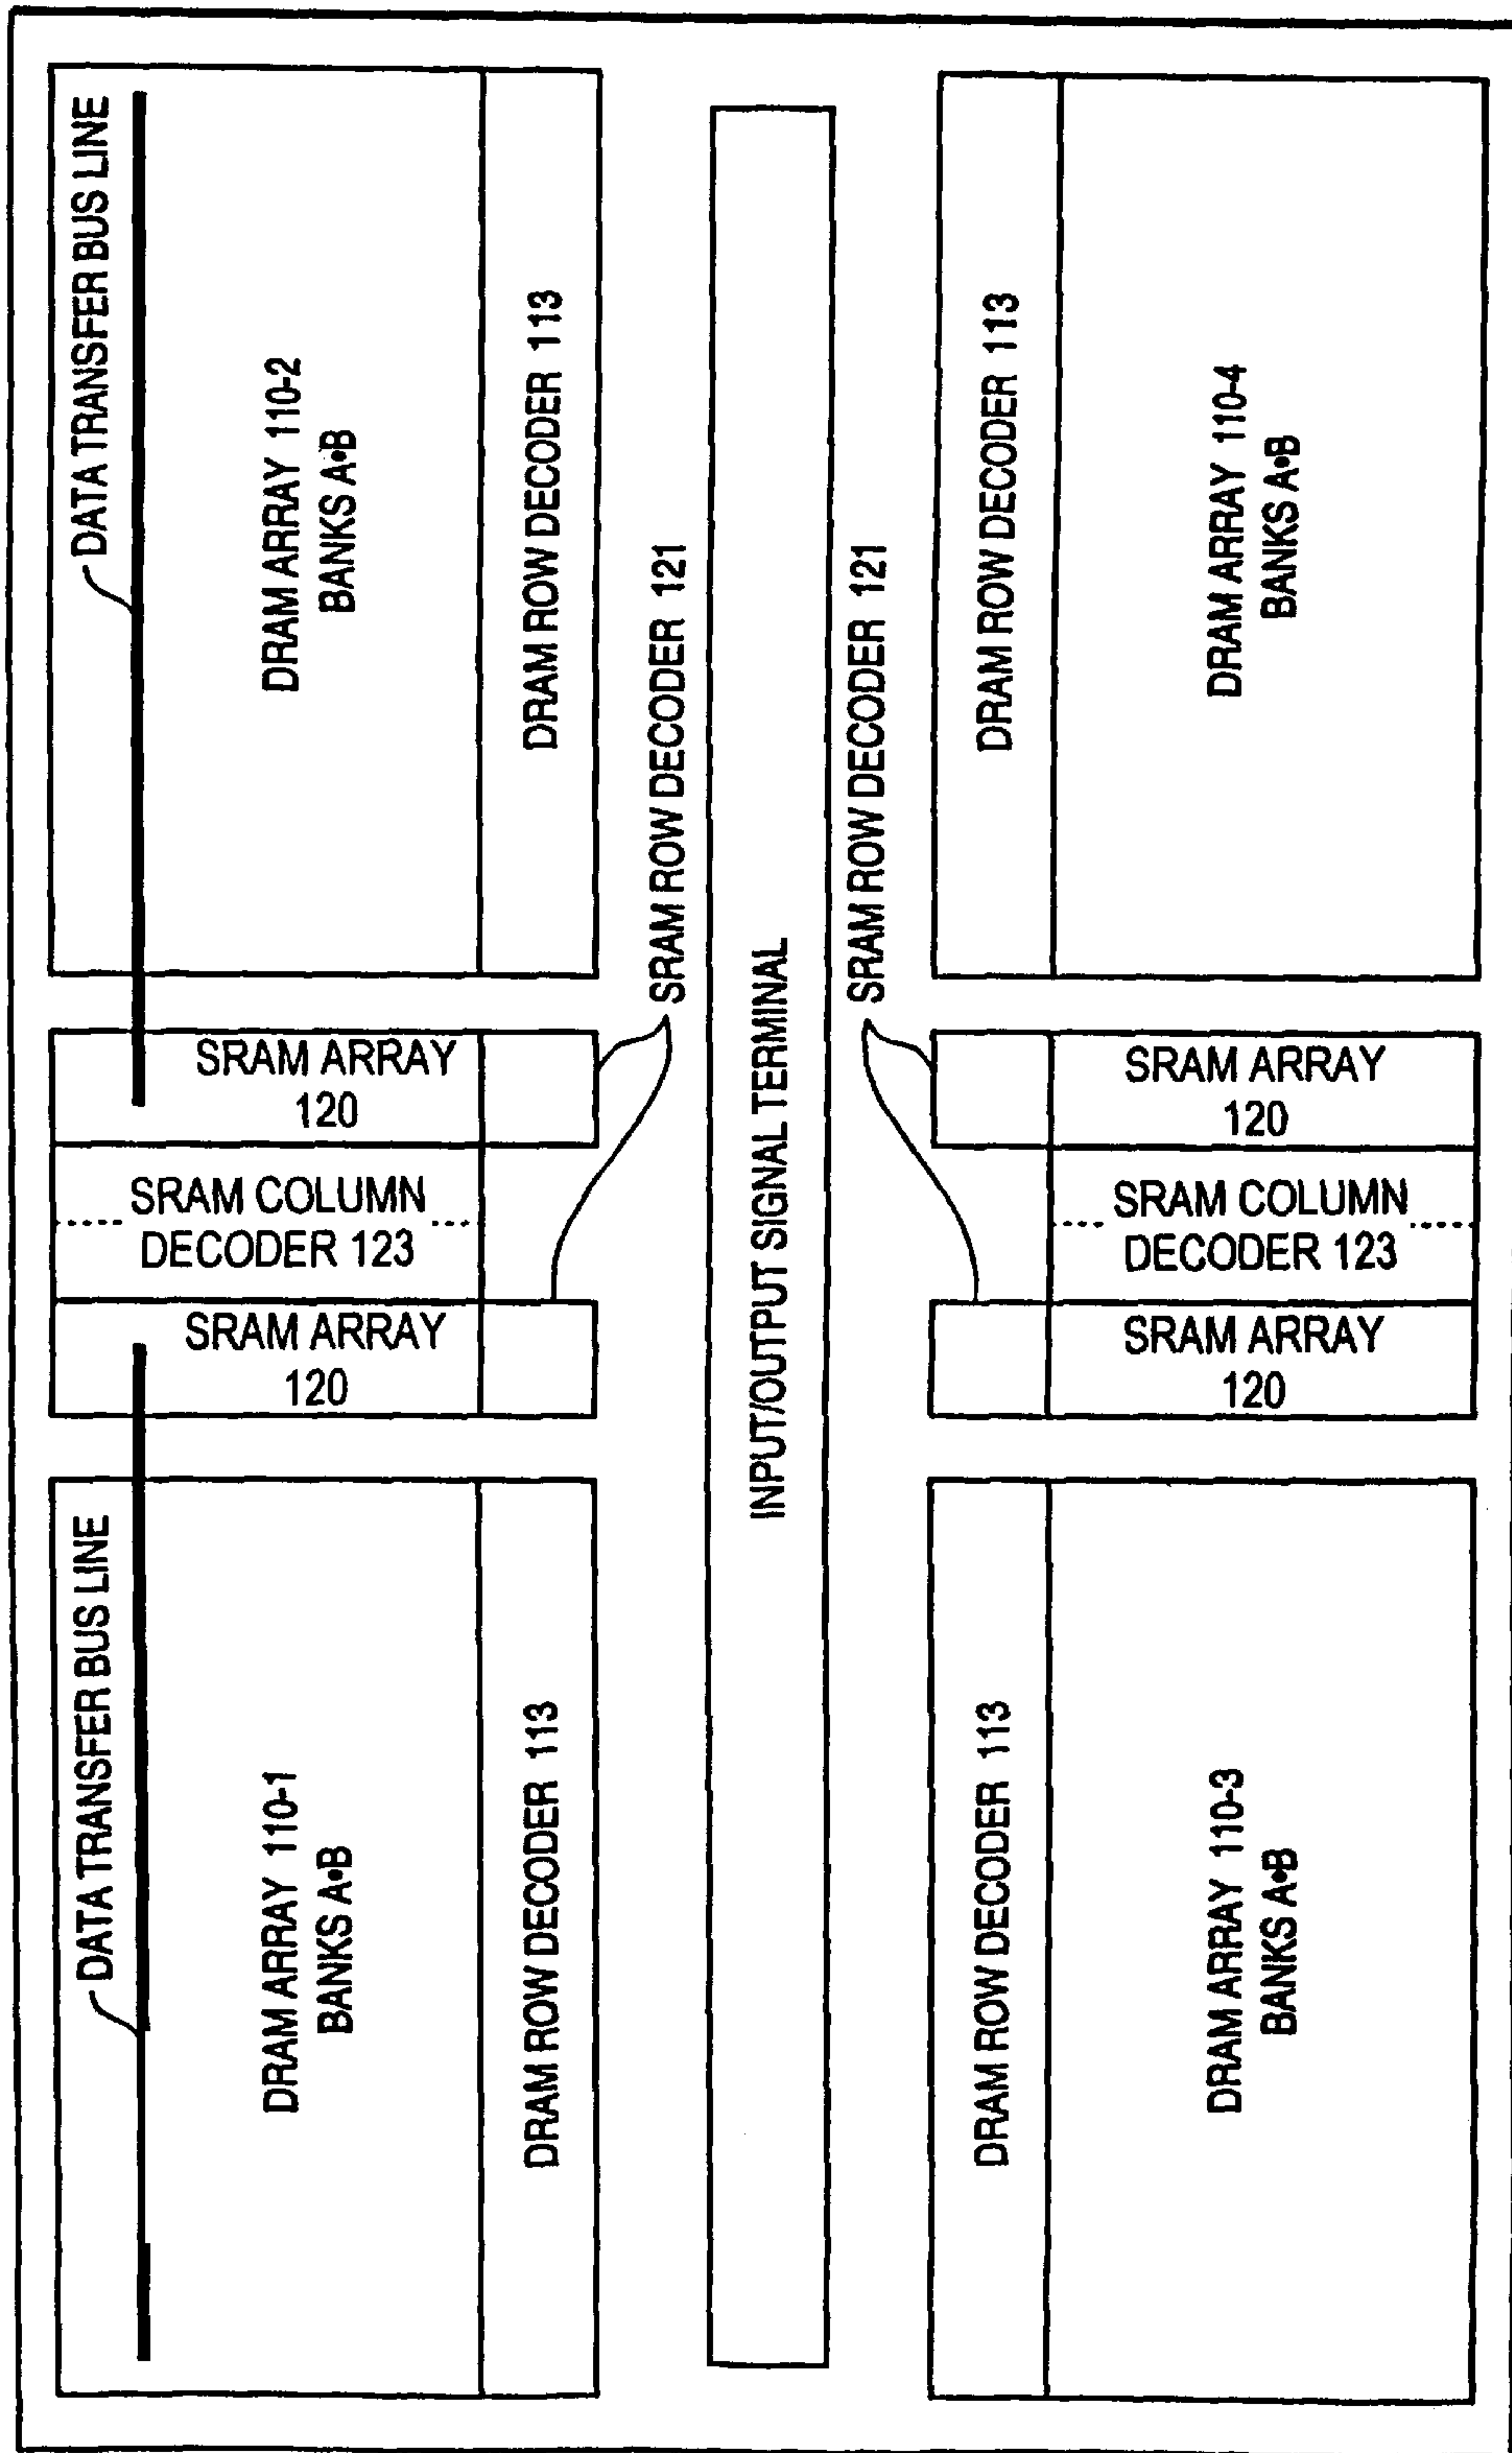 DATA TRANSFER BUS LINE
DRAM ARRAY 110-1
BANKS A•B
DRAM ROW DECODER 113
SRAM ARRAY
120
SRAM COLUMN
DECODER 123
SRAM ARRAY
120
DATA TRANSFER BUS LINE
DRAM ARRAY 110-2
BANKS A•B
DRAM ROW DECODER 113
SRAM ROW DECODER 121
INPUT/OUTPUT SIGNAL TERMINAL
SRAM ROW DECODER 121
DRAM ROW DECODER 113
DRAM ARRAY 110-3
BANKS A•B
SRAM ARRAY
120
SRAM COLUMN
DECODER 123
SRAM ARRAY
120
DRAM ROW DECODER 113
DRAM ARRAY 110-4
BANKS A•B